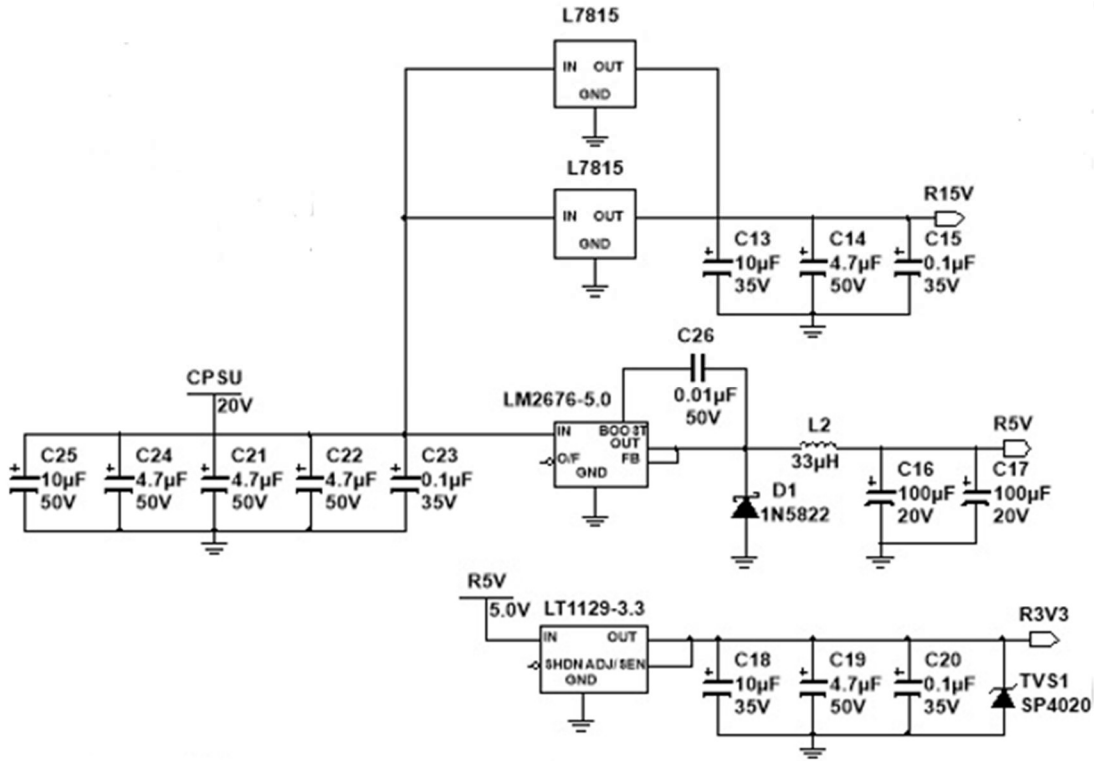 L7815
IN OUT
GND
L7815
IN OUT
GND
R15V
C13
10µF
35V
C14
4.7µF
50V
C15
0.1µF
35V
CPSU
20V
C25
10µF
50V
C24
4.7µF
50V
C21
4.7µF
50V
C22
4.7µF
50V
C23
0.1µF
35V
C26
0.01µF
50V
LM2676-5.0
IN BOOST
OUT
O/F FB
GND
L2
33µH
R5V
D1
1N5822
C16
100µF
20V
C17
100µF
20V
R5V
5.0V
LT1129-3.3
IN OUT
SHDN ADJ/SEN
GND
R3V3
C18
10µF
35V
C19
4.7µF
50V
C20
0.1µF
35V
TVS1
SP4020